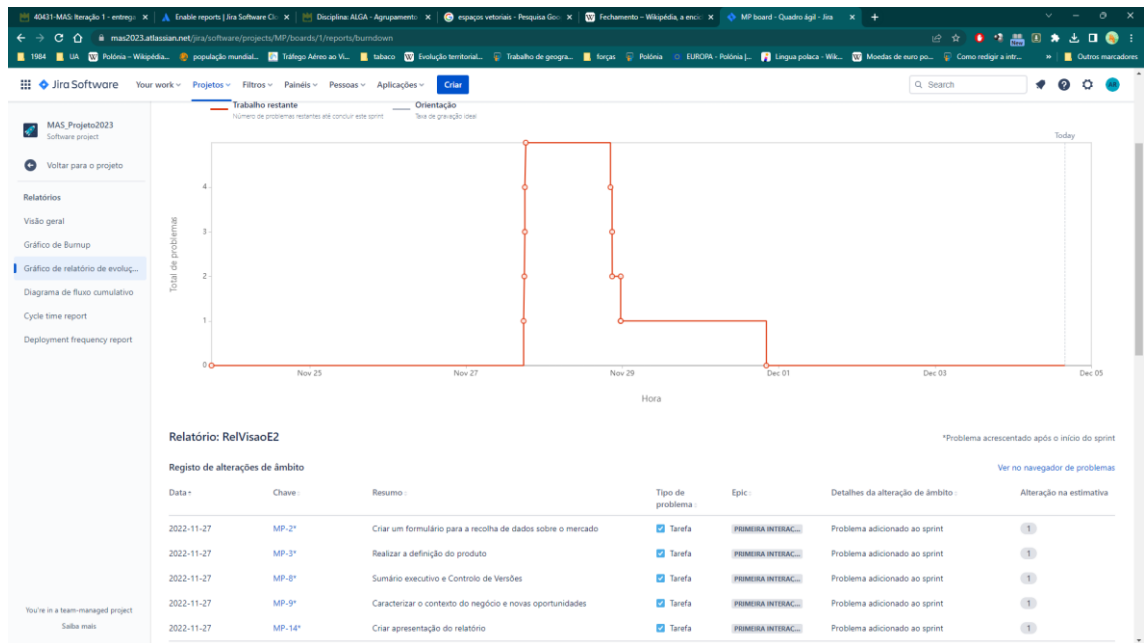 40431-MAS: Iteração 1 - entrega
Enable reports | Jira Software Clo
Disciplina: ALGA - Agrupamento
espaços vetoriais - Pesquisa Goo
Fechamento – Wikipédia, a encic
MP board - Quadro ágil - Jira
mas2023.atlassian.net/jira/software/projects/MP/boards/1/reports/burndown
1984
UA
Polónia – Wikipédia...
população mundial...
Tráfego Aéreo ao Vi...
tabaco
Evolução territorial...
Trabalho de geogra...
forças
Polónia
EUROPA - Polónia |...
Língua polaca - Wik...
Moedas de euro po...
Como redigir a intr...
»
Outros marcadores
Jira Software
Your work
Projetos
Filtros
Painéis
Pessoas
Aplicações
Criar
Search
AR
MAS_Projeto2023
Software project
Voltar para o projeto
Relatórios
Visão geral
Gráfico de Burnup
Gráfico de relatório de evoluç...
Diagrama de fluxo cumulativo
Cycle time report
Deployment frequency report
You're in a team-managed project
Saiba mais
Trabalho restante
Número de problemas restantes até concluir este sprint
Orientação
Taxa de gravação ideal
Today
Total de problemas
4
3
2
1
0
Nov 25
Nov 27
Nov 29
Dec 01
Dec 03
Dec 05
Hora
Relatório: RelVisaoE2
*Problema acrescentado após o início do sprint
Registo de alterações de âmbito
Ver no navegador de problemas
Data Chave Resumo Tipo de problema Epic Detalhes da alteração de âmbito Alteração na estimativa
2022-11-27 MP-2* Criar um formulário para a recolha de dados sobre o mercado Tarefa PRIMEIRA INTERAC... Problema adicionado ao sprint 1
2022-11-27 MP-3* Realizar a definição do produto Tarefa PRIMEIRA INTERAC... Problema adicionado ao sprint 1
2022-11-27 MP-8* Sumário executivo e Controlo de Versões Tarefa PRIMEIRA INTERAC... Problema adicionado ao sprint 1
2022-11-27 MP-9* Caracterizar o contexto do negócio e novas oportunidades Tarefa PRIMEIRA INTERAC... Problema adicionado ao sprint 1
2022-11-27 MP-14* Criar apresentação do relatório Tarefa PRIMEIRA INTERAC... Problema adicionado ao sprint 1